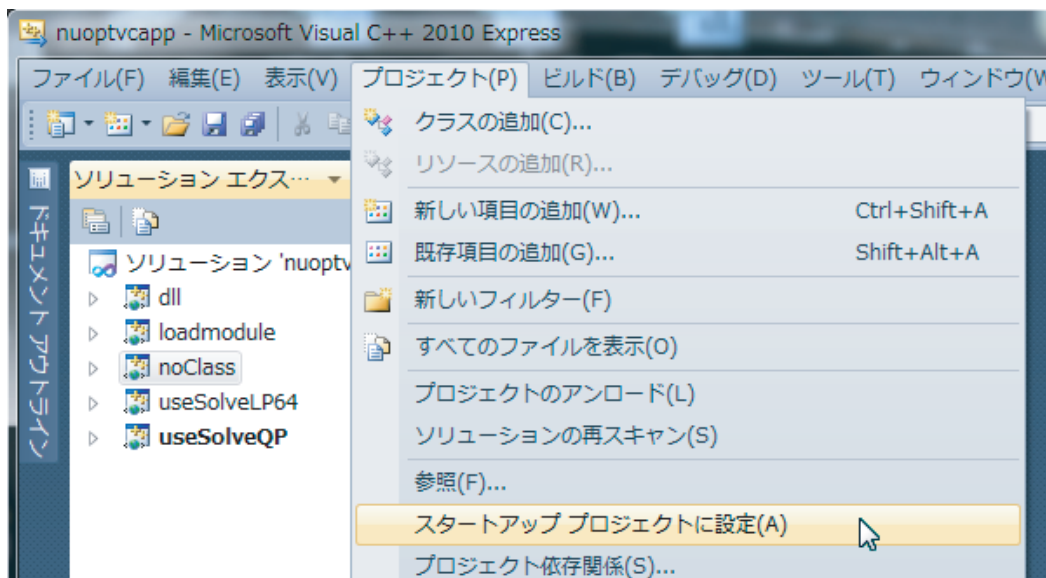 nuoptvcapp - Microsoft Visual C++ 2010 Express
ファイル(F) 編集(E) 表示(V) プロジェクト(P) ビルド(B) デバッグ(D) ツール(T) ウィンドウ(W
ソリューション エクス…
ドキュメント アウトライン
ソリューション 'nuoptv
dll
loadmodule
noClass
useSolveLP64
useSolveQP
クラスの追加(C)...
リソースの追加(R)...
新しい項目の追加(W)... Ctrl+Shift+A
既存項目の追加(G)... Shift+Alt+A
新しいフィルター(F)
すべてのファイルを表示(O)
プロジェクトのアンロード(L)
ソリューションの再スキャン(S)
参照(F)...
スタートアップ プロジェクトに設定(A)
プロジェクト依存関係(S)...